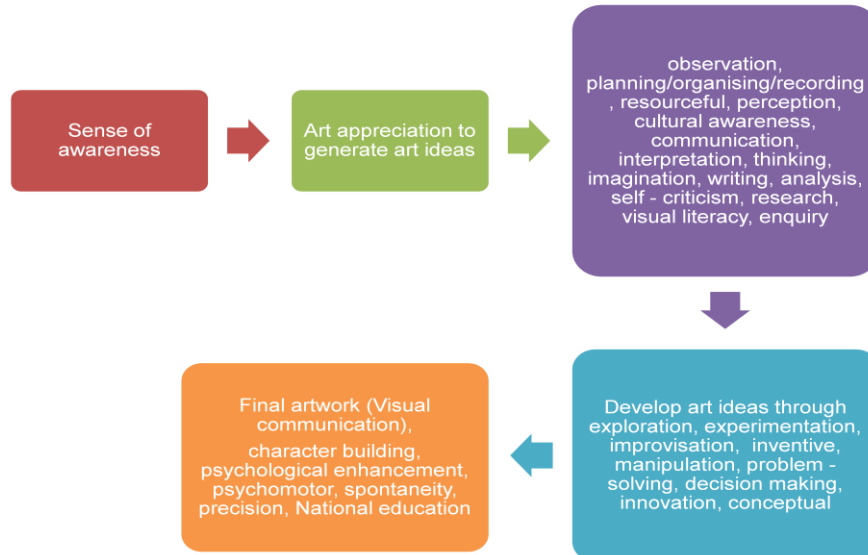 Sense of
awareness
Art appreciation to
generate art ideas
observation,
planning/organising/recording
, resourceful, perception,
cultural awareness,
communication,
interpretation, thinking,
imagination, writing, analysis,
self - criticism, research,
visual literacy, enquiry
Develop art ideas through
exploration, experimentation,
improvisation, inventive,
manipulation, problem -
solving, decision making,
innovation, conceptual
Final artwork (Visual
communication),
character building,
psychological enhancement,
psychomotor, spontaneity,
precision, National education